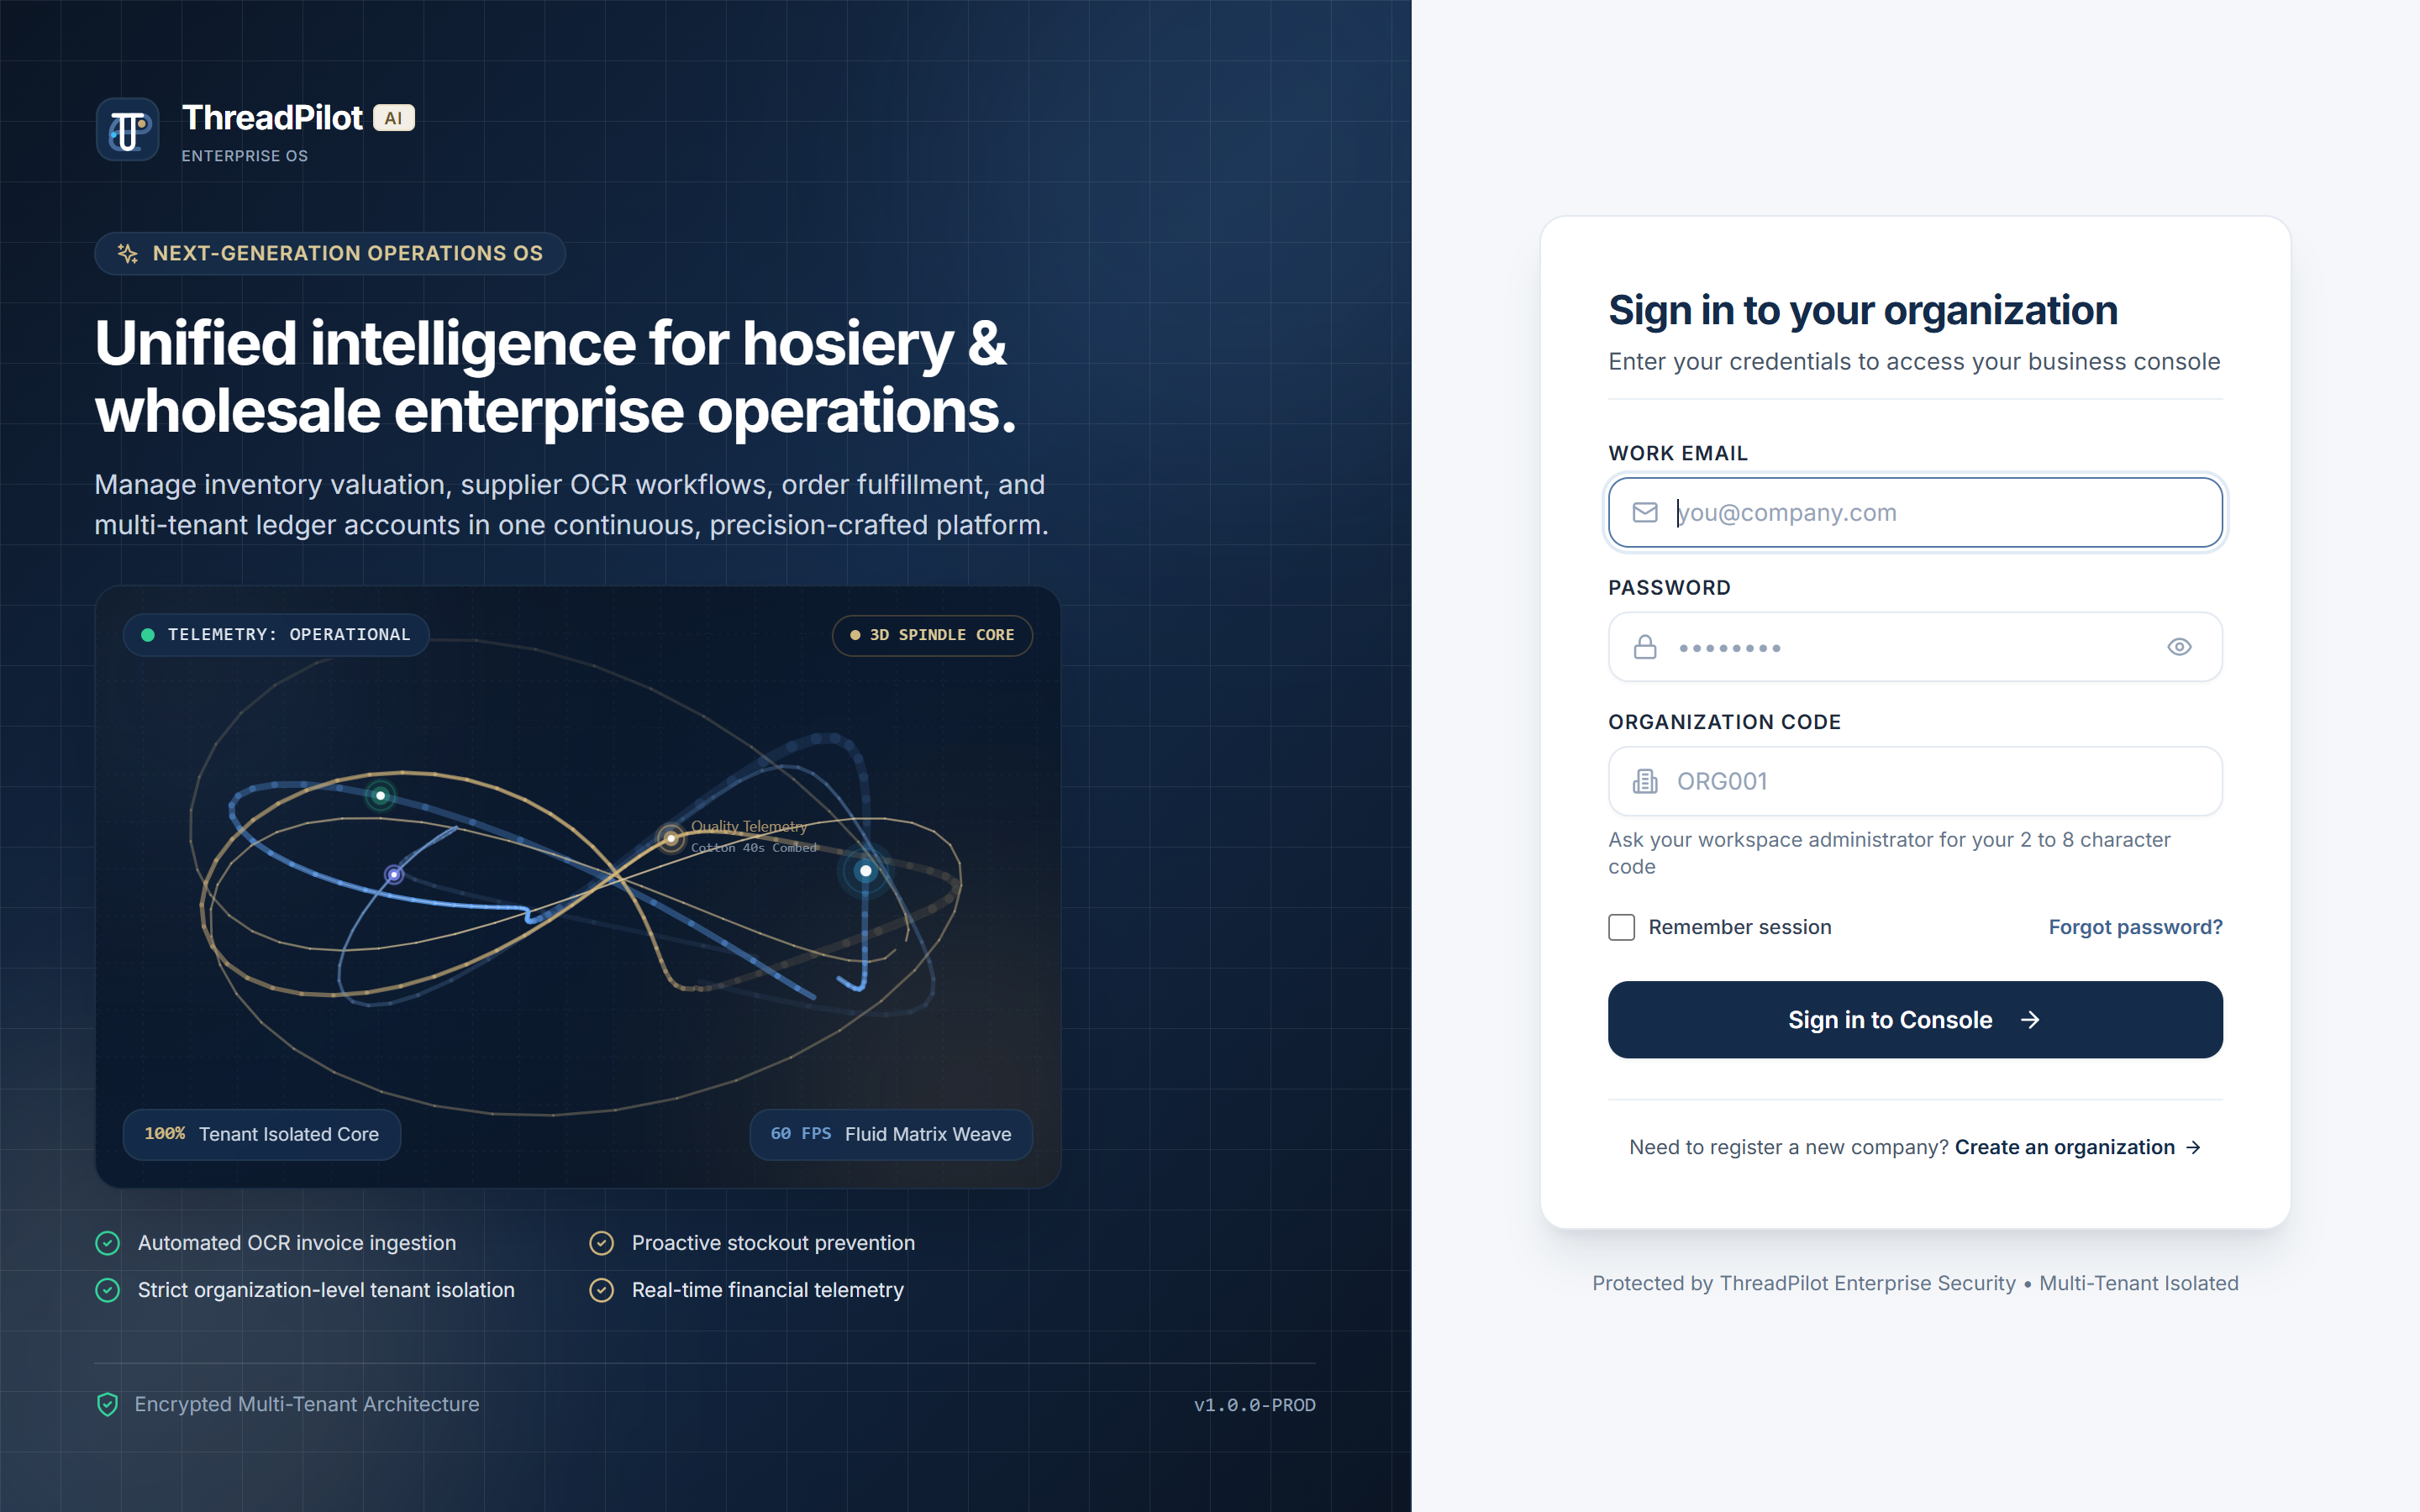 ThreadPilot AI
ENTERPRISE OS
NEXT-GENERATION OPERATIONS OS
Unified intelligence for hosiery &
wholesale enterprise operations.
Manage inventory valuation, supplier OCR workflows, order fulfillment, and
multi-tenant ledger accounts in one continuous, precision-crafted platform.
TELEMETRY: OPERATIONAL
3D SPINDLE CORE
Quality Telemetry
Cotton 40s Combed
100% Tenant Isolated Core
60 FPS Fluid Matrix Weave
Automated OCR invoice ingestion
Proactive stockout prevention
Strict organization-level tenant isolation
Real-time financial telemetry
Encrypted Multi-Tenant Architecture
v1.0.0-PROD
Sign in to your organization
Enter your credentials to access your business console
WORK EMAIL
you@company.com
PASSWORD
••••••••
ORGANIZATION CODE
ORG001
Ask your workspace administrator for your 2 to 8 character
code
Remember session
Forgot password?
Sign in to Console →
Need to register a new company? Create an organization →
Protected by ThreadPilot Enterprise Security • Multi-Tenant Isolated